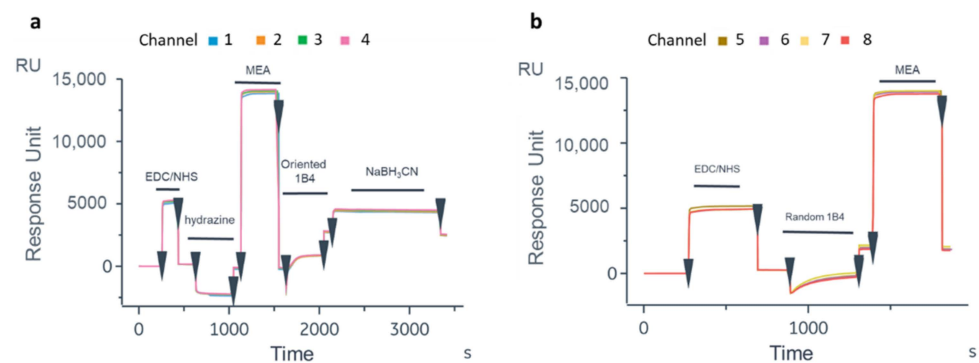 a
Channel 1 2 3 4
RU
MEA
15,000
10,000
5000
0
Response Unit
EDC/NHS
hydrazine
Oriented
1B4
NaBH₃CN
0 1000 2000 3000
Time s
b
Channel 5 6 7 8
RU
MEA
15,000
10,000
5000
0
Response Unit
EDC/NHS
Random 1B4
0 1000
Time s